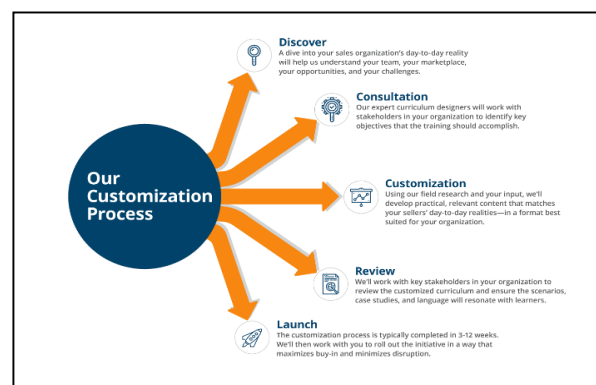 Discover
A dive into your sales organization's day-to-day reality
will help us understand your team, your marketplace,
your opportunities, and your challenges.
Consultation
Our expert curriculum designers will work with
stakeholders in your organization to identify key
objectives that the training should accomplish.
Our
Customization
Process
Customization
Using our field research and your input, we'll
develop practical, relevant content that matches
your sellers' day-to-day realities—in a format best
suited for your organization.
Review
We'll work with key stakeholders in your organization to
review the customized curriculum and ensure the scenarios,
case studies, and language will resonate with learners.
Launch
The customization process is typically completed in 3-12 weeks.
We'll then work with you to roll out the initiative in a way that
maximizes buy-in and minimizes disruption.